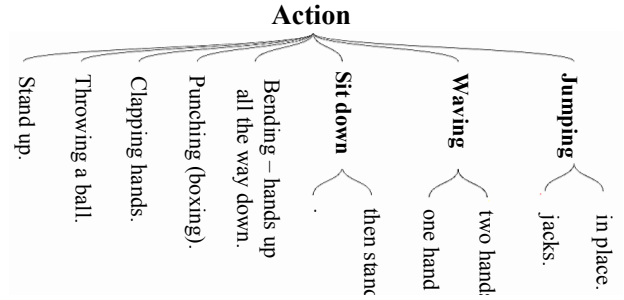 Action
Stand up.
Throwing a ball.
Clapping hands.
Punching (boxing).
Bending – hands up
all the way down.
Sit down
.
then stand
Waving
one hand
two hands
Jumping
jacks.
in place.